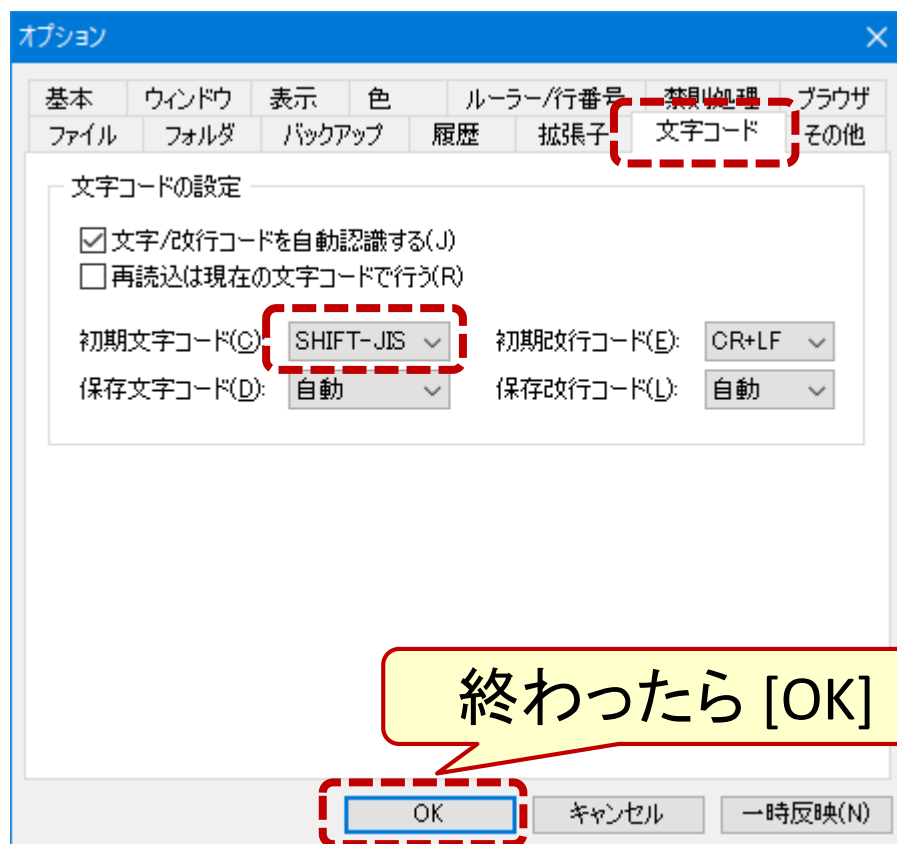 オプション
基本 ウィンドウ 表示 色 ルーラー/行番号 禁則処理 ブラウザ
ファイル フォルダ バックアップ 履歴 拡張子 文字コード その他
文字コードの設定
文字/改行コードを自動認識する(J)
再読込は現在の文字コードで行う(R)
初期文字コード(C) SHIFT-JIS 初期改行コード(E): CR+LF
保存文字コード(D): 自動 保存改行コード(L): 自動
終わったら [OK]
OK キャンセル 一時反映(N)